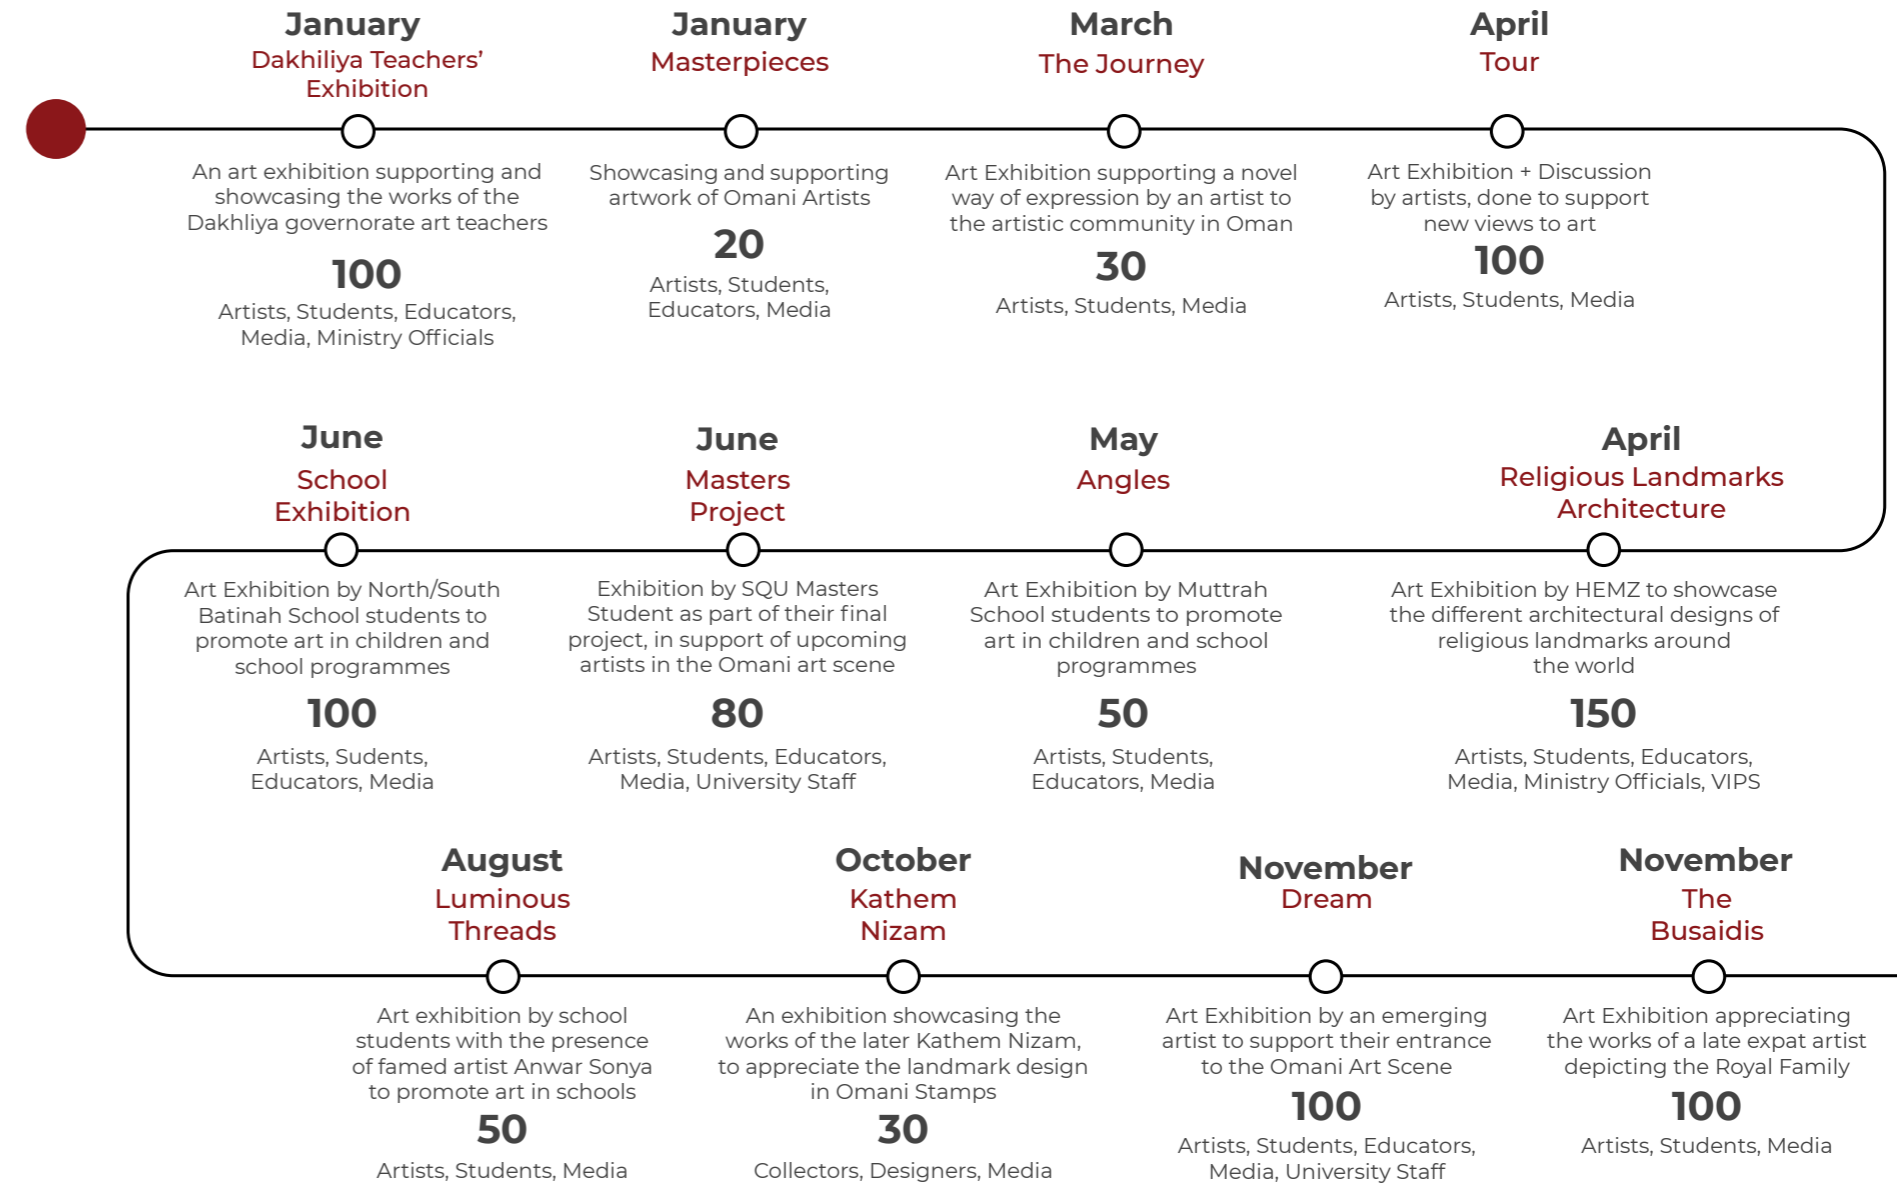 January
Dakhiliya Teachers’
Exhibition
An art exhibition supporting and
showcasing the works of the
Dakhliya governorate art teachers
100
Artists, Students, Educators,
Media, Ministry Officials
January
Masterpieces
Showcasing and supporting
artwork of Omani Artists
20
Artists, Students,
Educators, Media
March
The Journey
Art Exhibition supporting a novel
way of expression by an artist to
the artistic community in Oman
30
Artists, Students, Media
April
Tour
Art Exhibition + Discussion
by artists, done to support
new views to art
100
Artists, Students, Media
June
School
Exhibition
Art Exhibition by North/South
Batinah School students to
promote art in children and
school programmes
100
Artists, Sudents,
Educators, Media
June
Masters
Project
Exhibition by SQU Masters
Student as part of their final
project, in support of upcoming
artists in the Omani art scene
80
Artists, Students, Educators,
Media, University Staff
May
Angles
Art Exhibition by Muttrah
School students to promote
art in children and school
programmes
50
Artists, Students,
Educators, Media
April
Religious Landmarks
Architecture
Art Exhibition by HEMZ to showcase
the different architectural designs of
religious landmarks around
the world
150
Artists, Students, Educators,
Media, Ministry Officials, VIPS
August
Luminous
Threads
Art exhibition by school
students with the presence
of famed artist Anwar Sonya
to promote art in schools
50
Artists, Students, Media
October
Kathem
Nizam
An exhibition showcasing the
works of the later Kathem Nizam,
to appreciate the landmark design
in Omani Stamps
30
Collectors, Designers, Media
November
Dream
Art Exhibition by an emerging
artist to support their entrance
to the Omani Art Scene
100
Artists, Students, Educators,
Media, University Staff
November
The
Busaidis
Art Exhibition appreciating
the works of a late expat artist
depicting the Royal Family
100
Artists, Students, Media